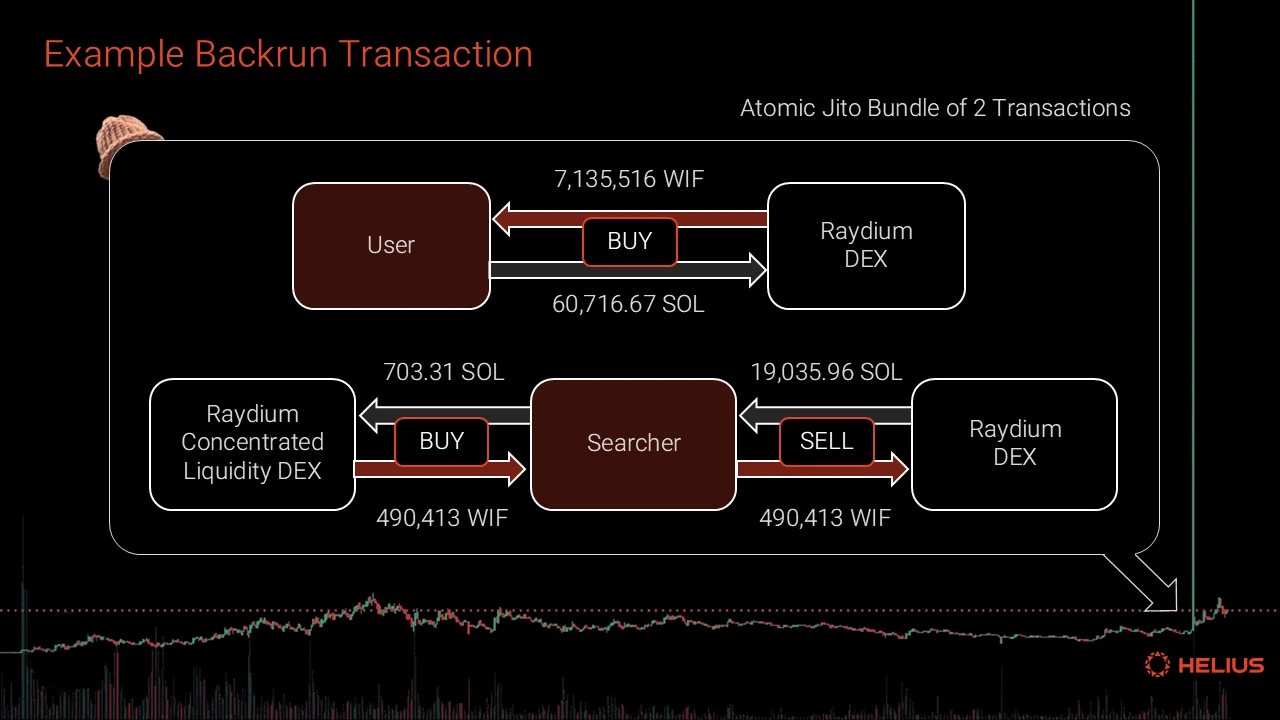 Example Backrun Transaction
Atomic Jito Bundle of 2 Transactions
7,135,516 WIF
User
BUY
Raydium
DEX
60,716.67 SOL
703.31 SOL
19,035.96 SOL
Raydium
Concentrated
Liquidity DEX
BUY
Searcher
SELL
Raydium
DEX
490,413 WIF
490,413 WIF
HELIUS